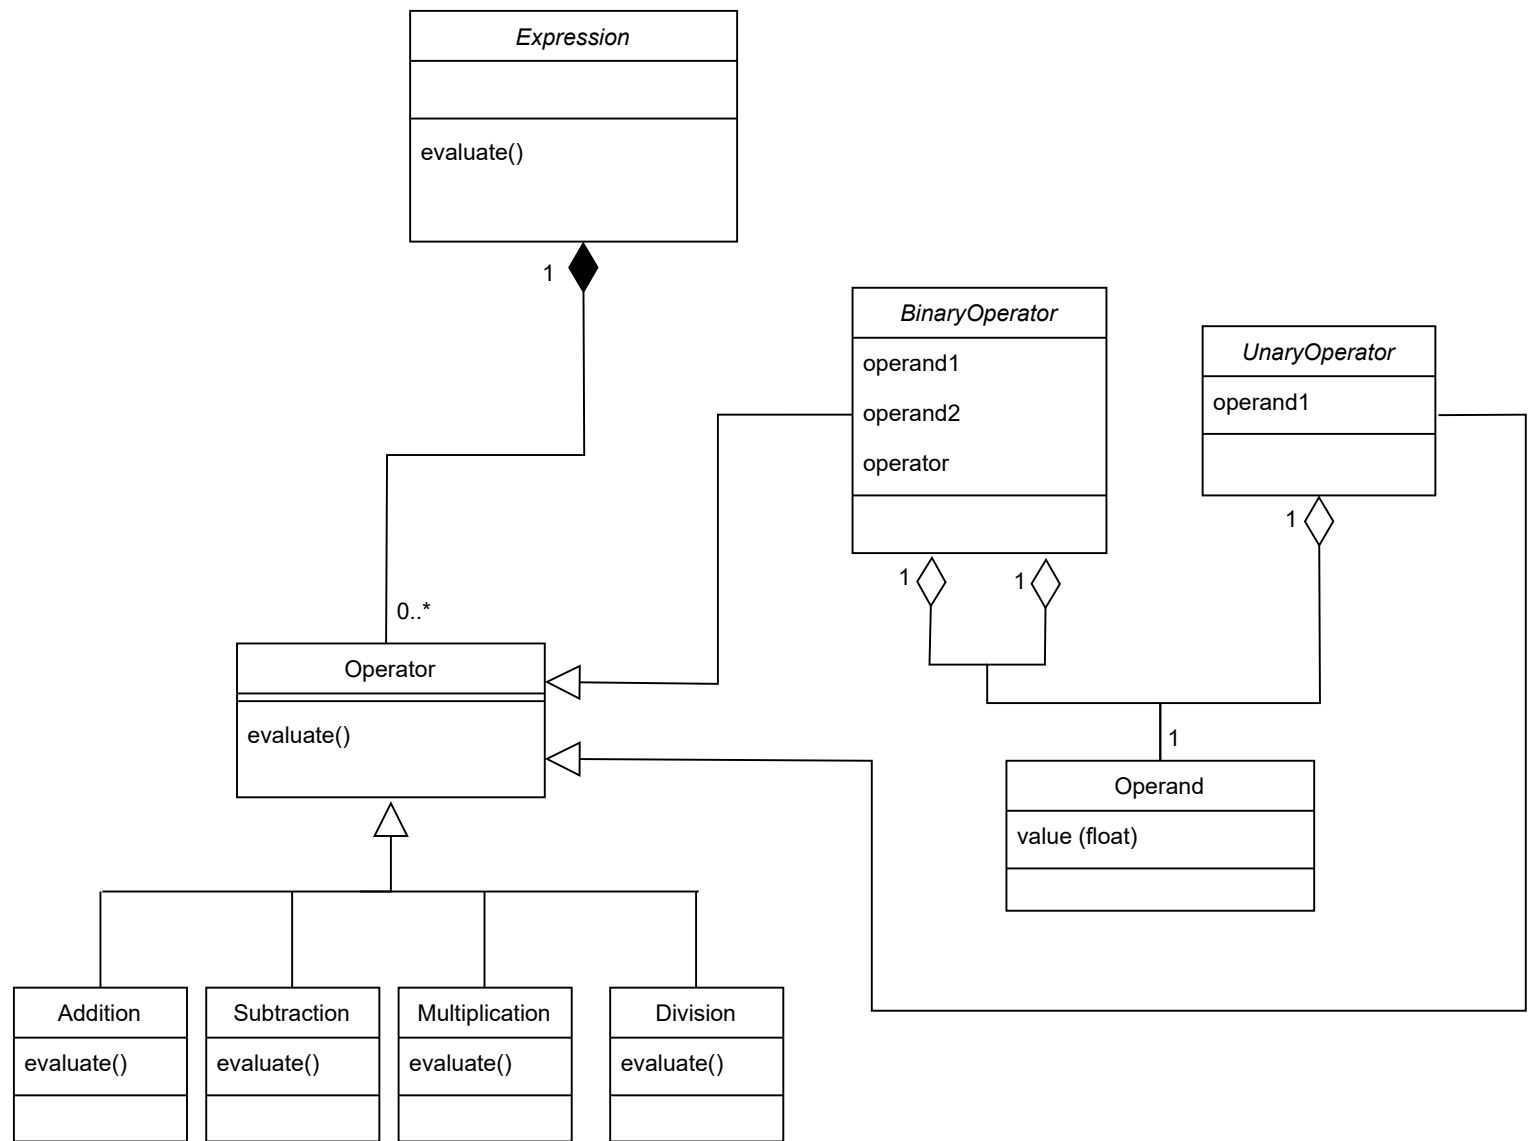 Expression
evaluate()
1
BinaryOperator
operand1
operand2
operator
UnaryOperator
operand1
1
1
1
0..*
Operator
evaluate()
1
Operand
value (float)
Addition
evaluate()
Subtraction
evaluate()
Multiplication
evaluate()
Division
evaluate()